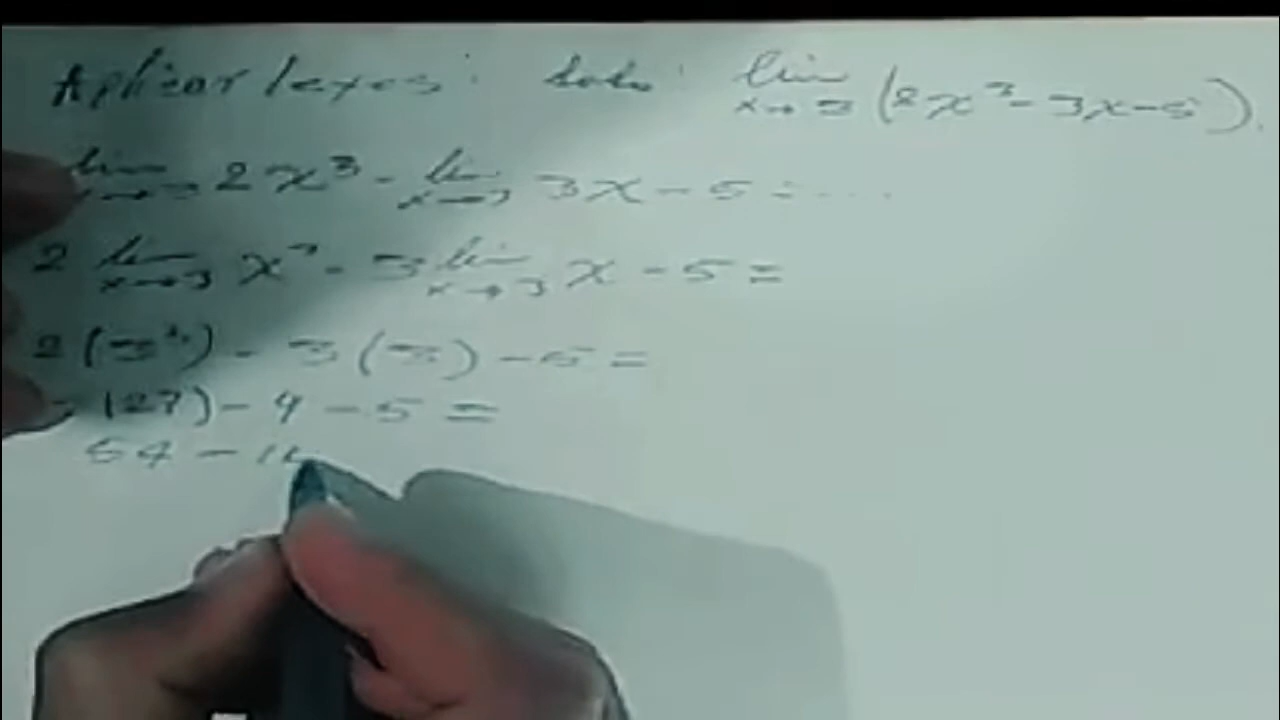 Aplicar leyes: lim x→3 (2x³-3x-5).
lim x→3 2x³ - lim x→3 3x - 5 = ...
2 lim x→3 x³ - 3 lim x→3 x - 5 =
2(3³) - 3(3) - 5 =
(27) - 9 - 5 =
54 - 14